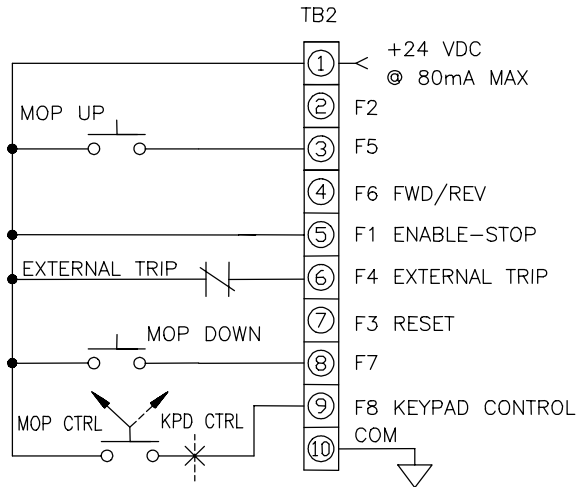 TB2
1 +24 VDC
@ 80mA MAX
2 F2
MOP UP
3 F5
4 F6 FWD/REV
5 F1 ENABLE-STOP
EXTERNAL TRIP
6 F4 EXTERNAL TRIP
7 F3 RESET
MOP DOWN
8 F7
9 F8 KEYPAD CONTROL
MOP CTRL KPD CTRL
10 COM